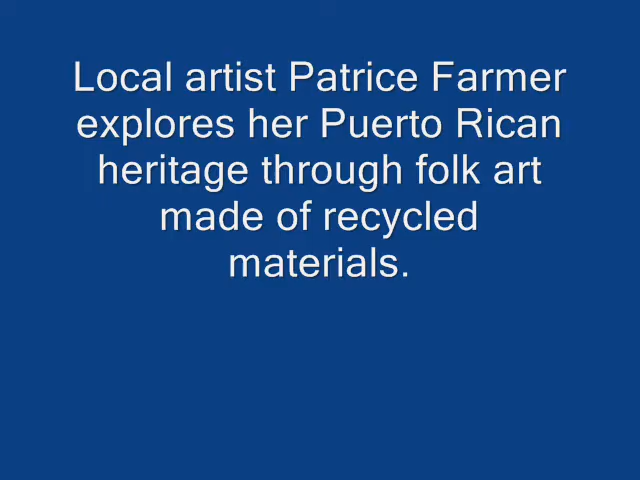 Local artist Patrice Farmer
explores her Puerto Rican
heritage through folk art
made of recycled
materials.